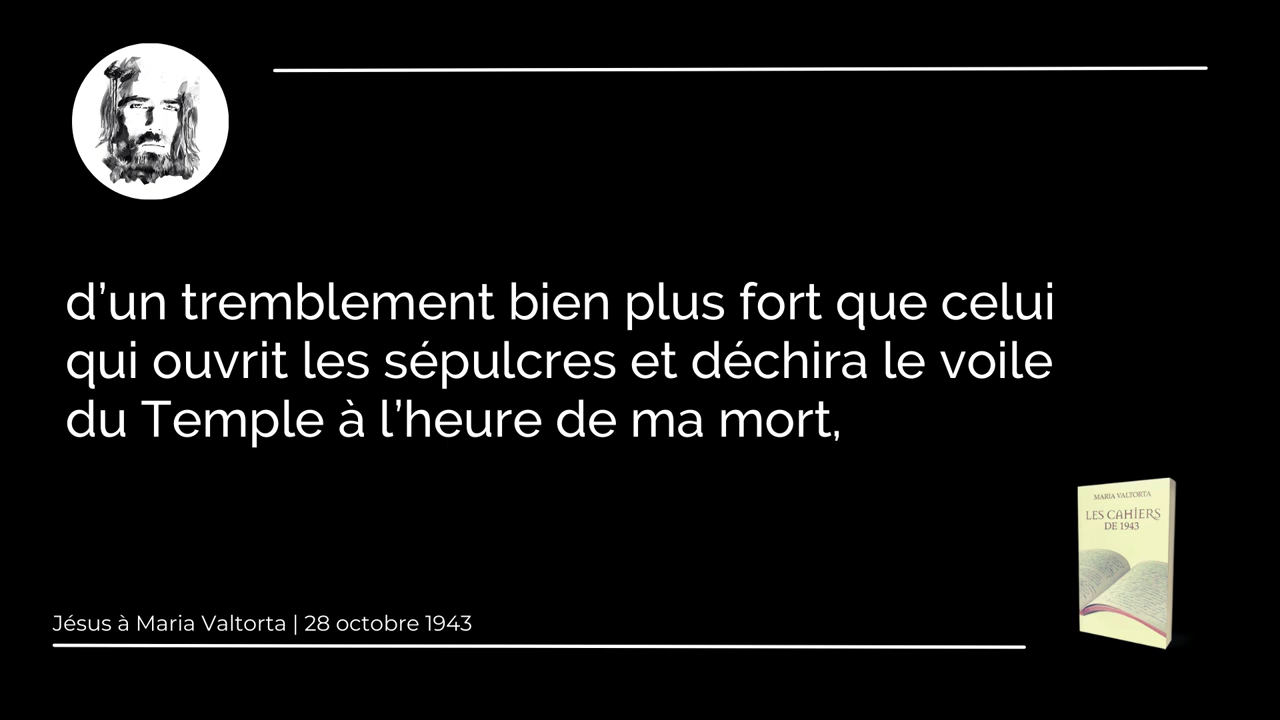 d’un tremblement bien plus fort que celui
qui ouvrit les sépulcres et déchira le voile
du Temple à l’heure de ma mort,
MARIA VALTORTA
LES CAHIERS
DE 1943
Jésus à Maria Valtorta | 28 octobre 1943